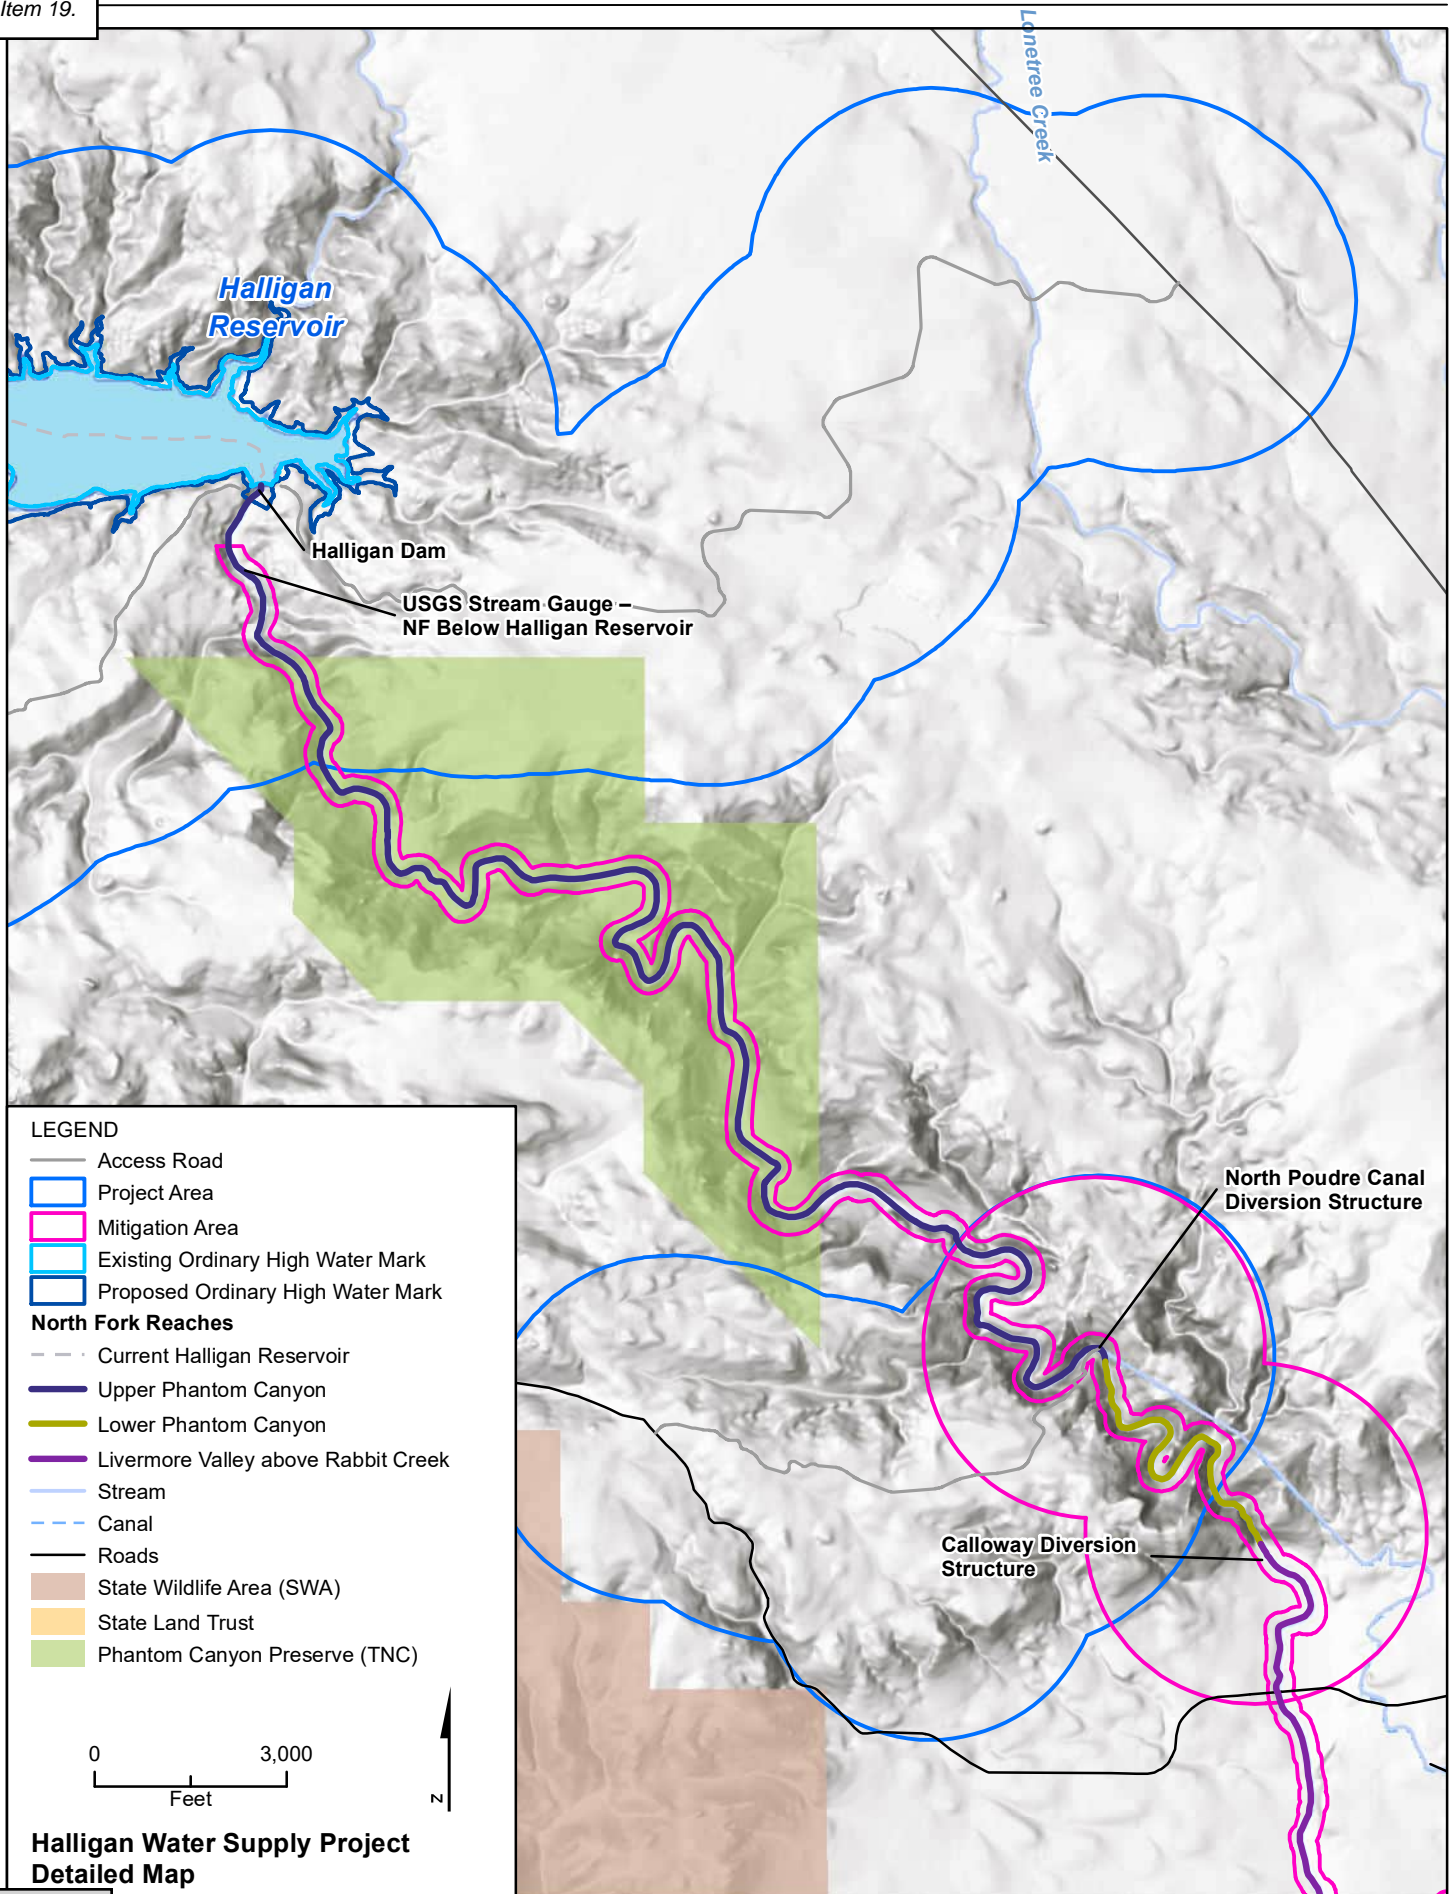 Item 19.
Lonetree Creek
Halligan
Reservoir
Halligan Dam
USGS Stream Gauge –
NF Below Halligan Reservoir
North Poudre Canal
Diversion Structure
Calloway Diversion
Structure
LEGEND
Access Road
Project Area
Mitigation Area
Existing Ordinary High Water Mark
Proposed Ordinary High Water Mark
North Fork Reaches
Current Halligan Reservoir
Upper Phantom Canyon
Lower Phantom Canyon
Livermore Valley above Rabbit Creek
Stream
Canal
Roads
State Wildlife Area (SWA)
State Land Trust
Phantom Canyon Preserve (TNC)
0 3,000
Feet
N
Halligan Water Supply Project
Detailed Map